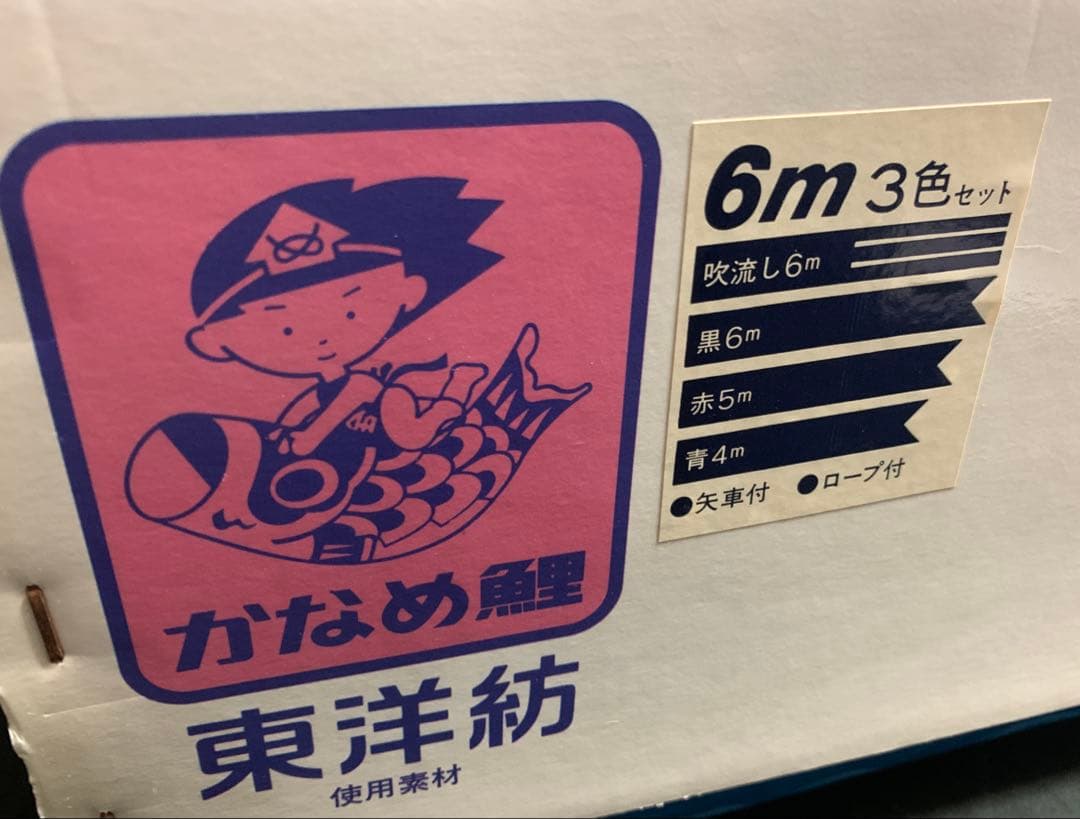 かなめ鯉
東洋紡
使用素材
6m 3色セット
吹流し6m
黒6m
赤5m
青4m
●矢車付 ●ロープ付